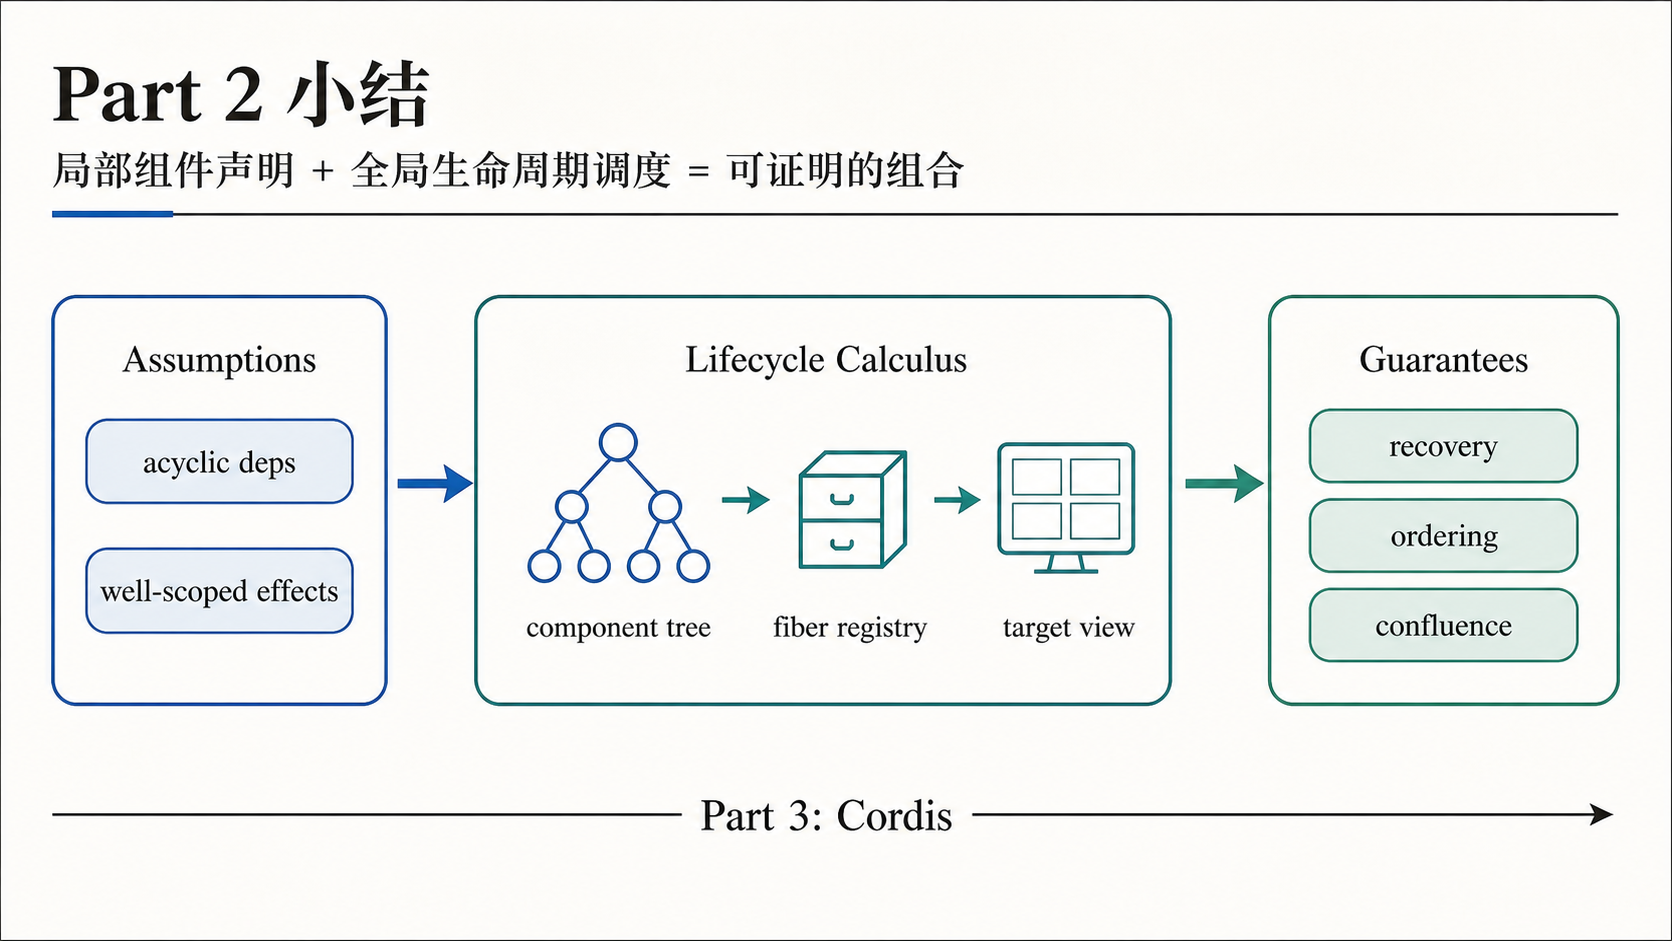 Part 2 小结
局部组件声明 + 全局生命周期调度 = 可证明的组合
Assumptions
acyclic deps
well-scoped effects
Lifecycle Calculus
component tree
fiber registry
target view
Guarantees
recovery
ordering
confluence
Part 3: Cordis